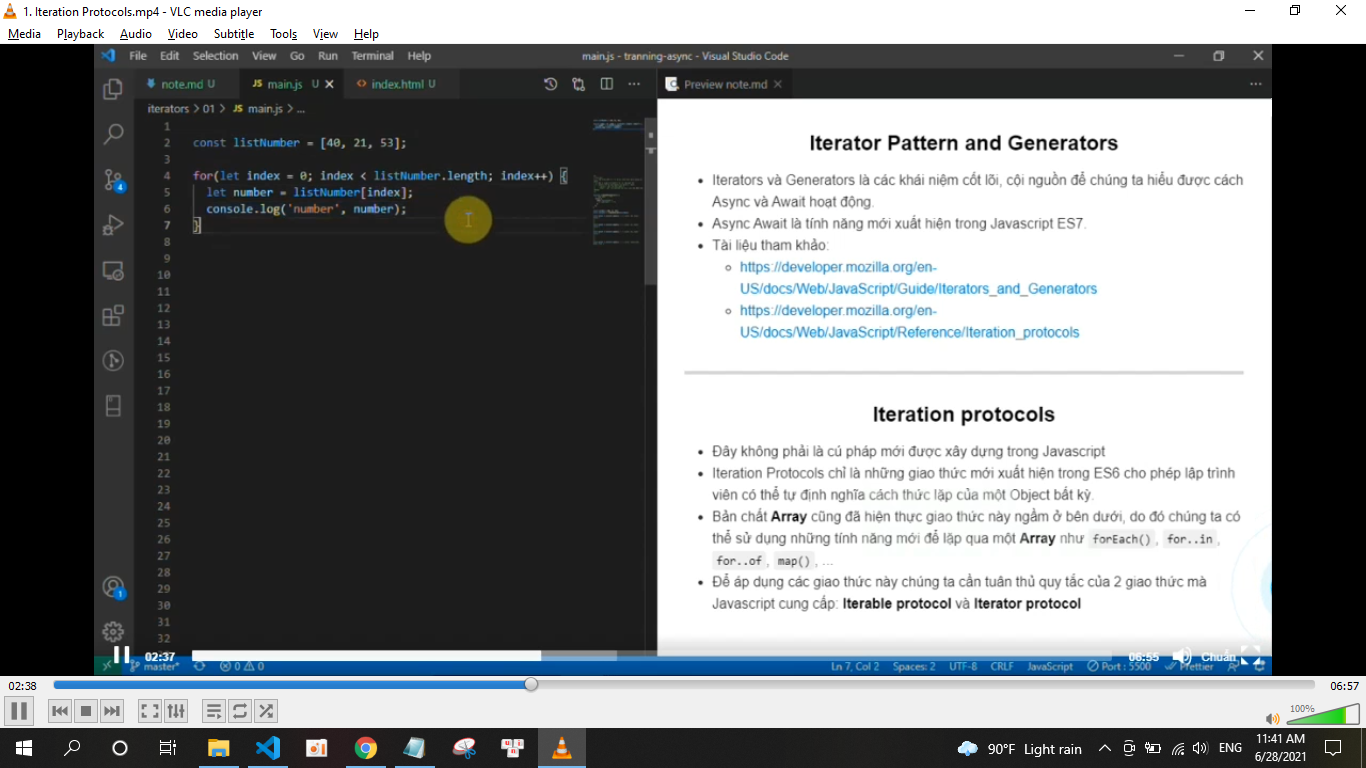 1. Iteration Protocols.mp4 - VLC media player
Media Playback Audio Video Subtitle Tools View Help
File Edit Selection View Go Run Terminal Help
main.js - tranning-async - Visual Studio Code
note.md U
JS main.js U
index.html U
Preview note.md
iterators > 01 > JS main.js > ...
1
2 const listNumber = [40, 21, 53];
3
4 for(let index = 0; index < listNumber.length; index++) {
5 let number = listNumber[index];
6 console.log('number', number);
7 }
8
9
10
11
12
13
14
15
16
17
18
19
20
21
22
23
24
25
26
27
28
29
30
31
32
4
1
Iterator Pattern and Generators
• Iterators và Generators là các khái niệm cốt lõi, cội nguồn để chúng ta hiểu được cách
Async và Await hoạt động.
• Async Await là tính năng mới xuất hiện trong Javascript ES7.
• Tài liệu tham khảo:
https://developer.mozilla.org/en-
US/docs/Web/JavaScript/Guide/Iterators_and_Generators
https://developer.mozilla.org/en-
US/docs/Web/JavaScript/Reference/Iteration_protocols
Iteration protocols
• Đây không phải là cú pháp mới được xây dựng trong Javascript
• Iteration Protocols chỉ là những giao thức mới xuất hiện trong ES6 cho phép lập trình
viên có thể tự định nghĩa cách thức lặp của một Object bất kỳ.
• Bản chất Array cũng đã hiện thực giao thức này ngầm ở bên dưới, do đó chúng ta có
thể sử dụng những tính năng mới để lặp qua một Array như forEach() , for..in ,
for..of , map() , ...
• Để áp dụng các giao thức này chúng ta cần tuân thủ quy tắc của 2 giao thức mà
Javascript cung cấp: Iterable protocol và Iterator protocol
02:37
06:55
Chuẩn
master*
0 0
Ln 7, Col 2 Spaces: 2 UTF-8 CRLF JavaScript Port : 5500 Prettier
02:38
06:57
100%
90°F Light rain
ENG
11:41 AM
6/28/2021